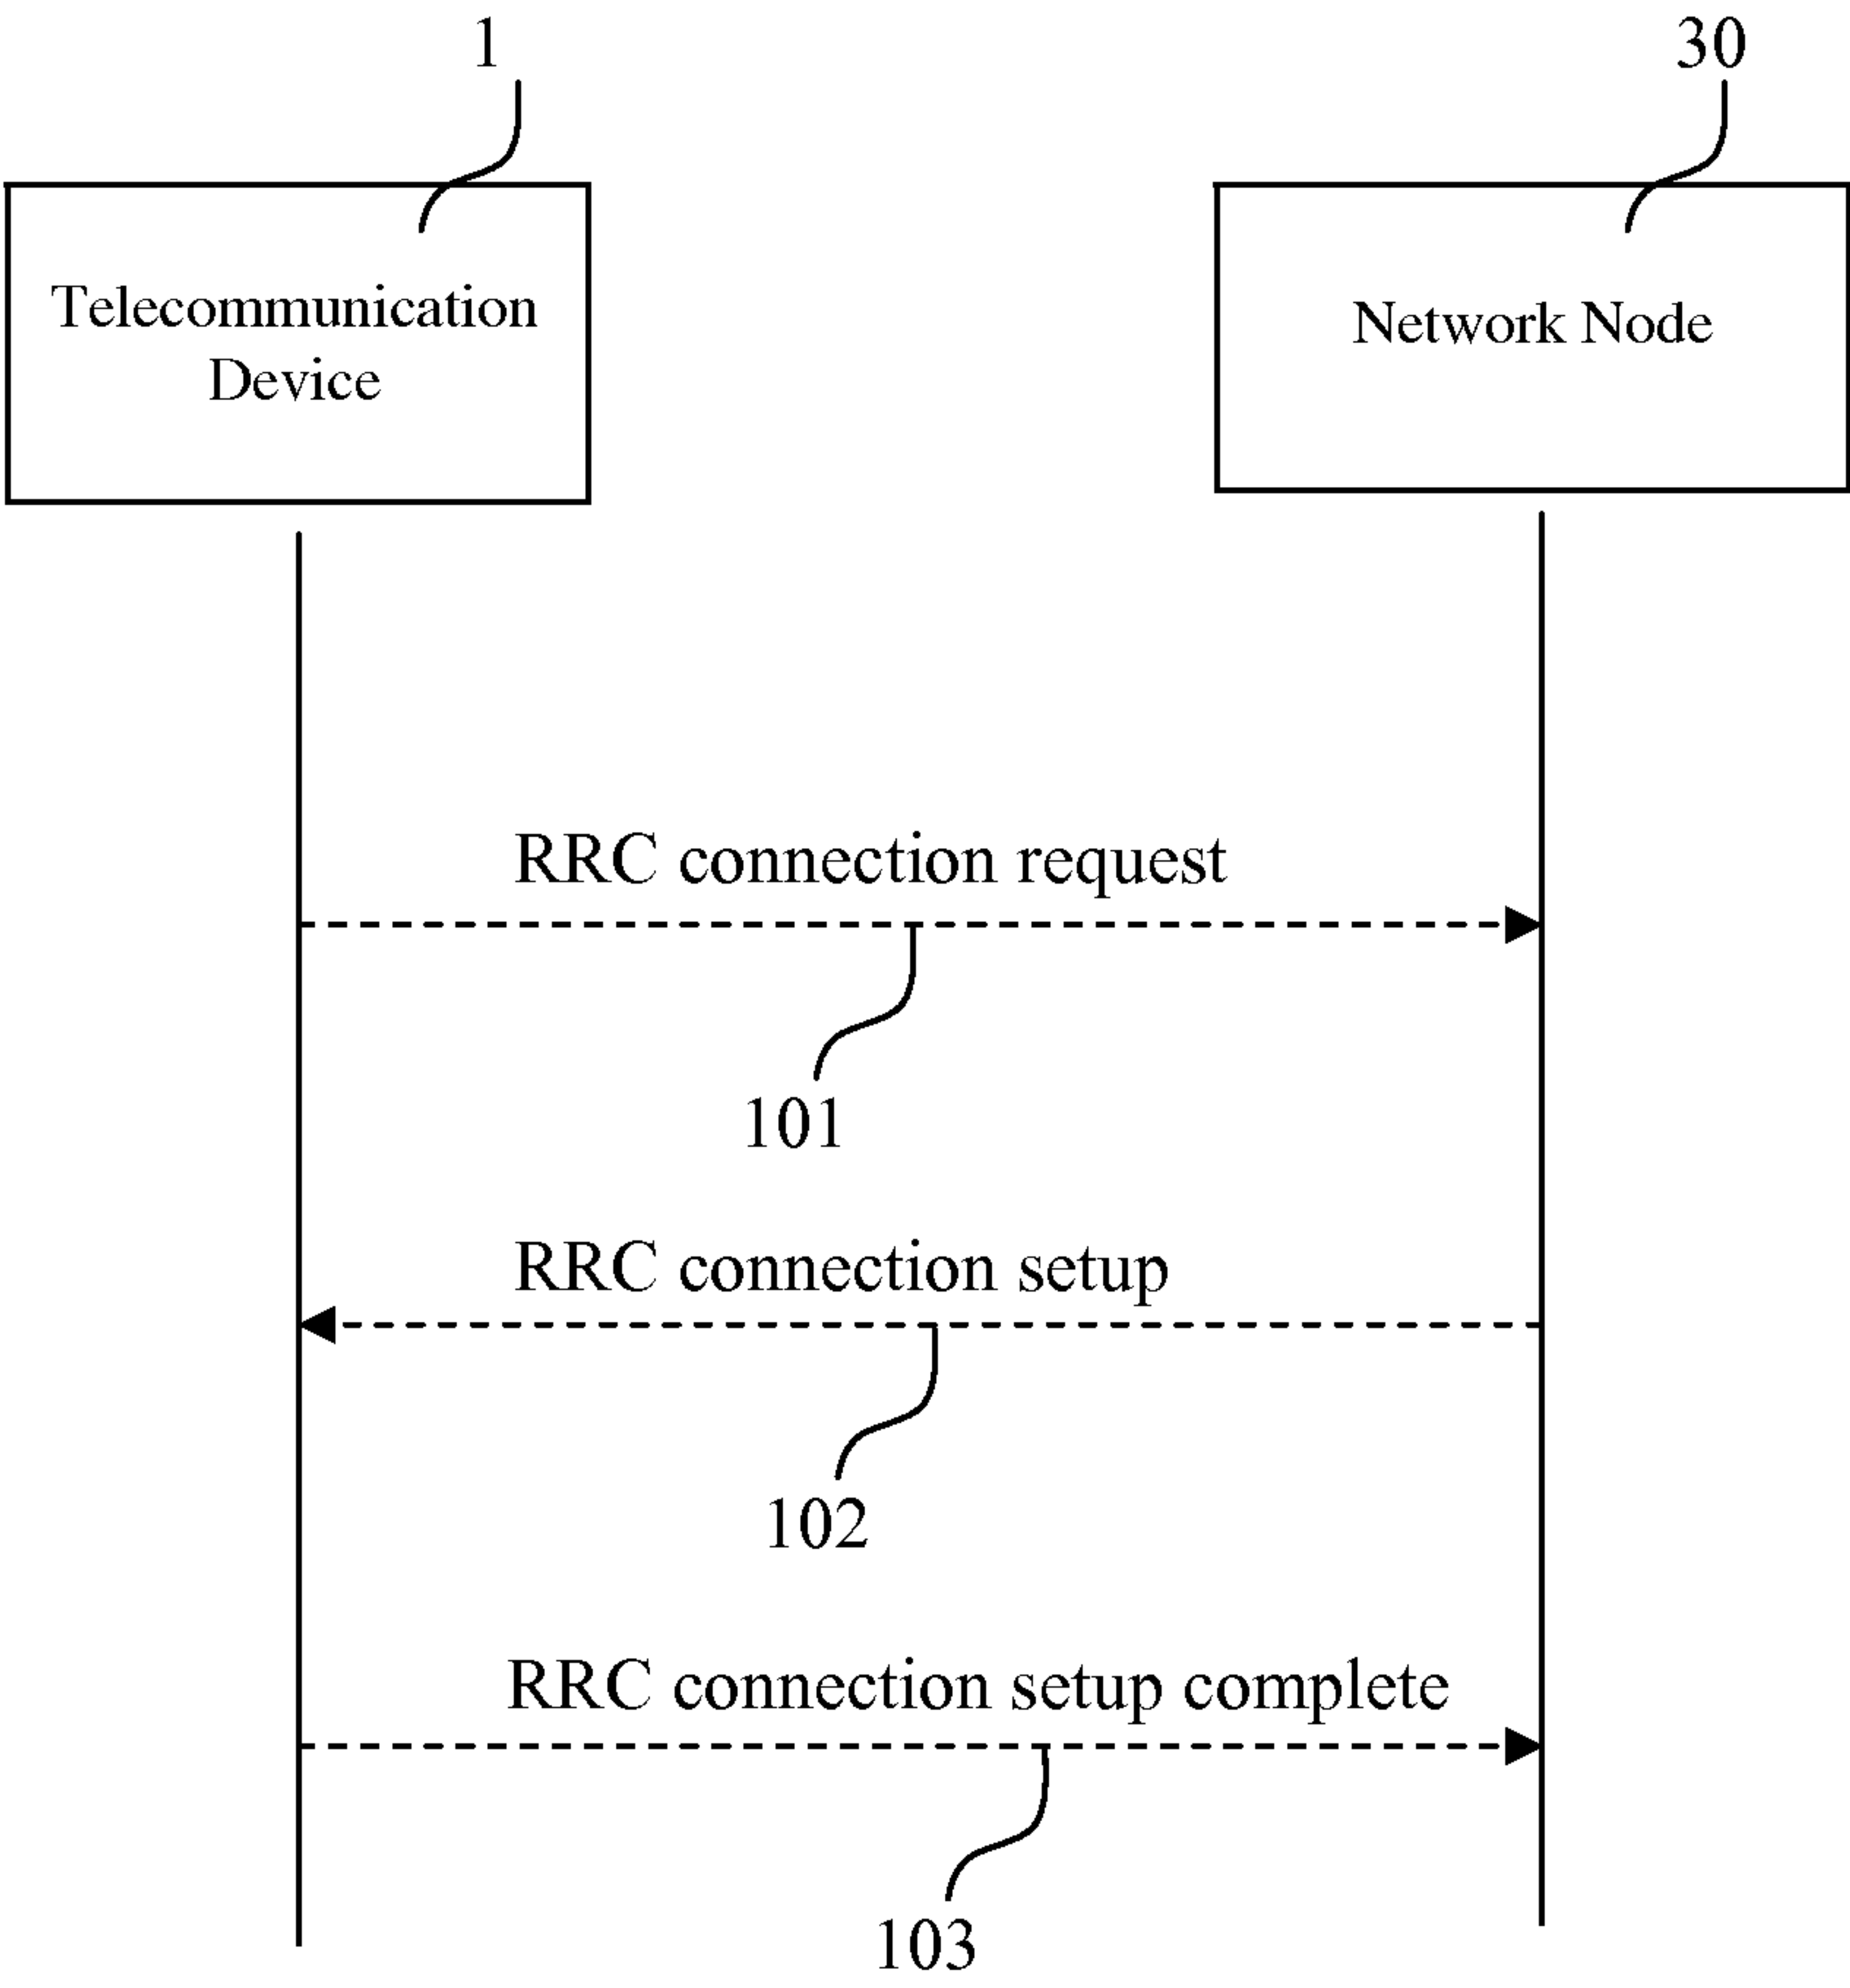 1
30
Telecommunication
Device
Network Node
RRC connection request
101
RRC connection setup
102
RRC connection setup complete
103